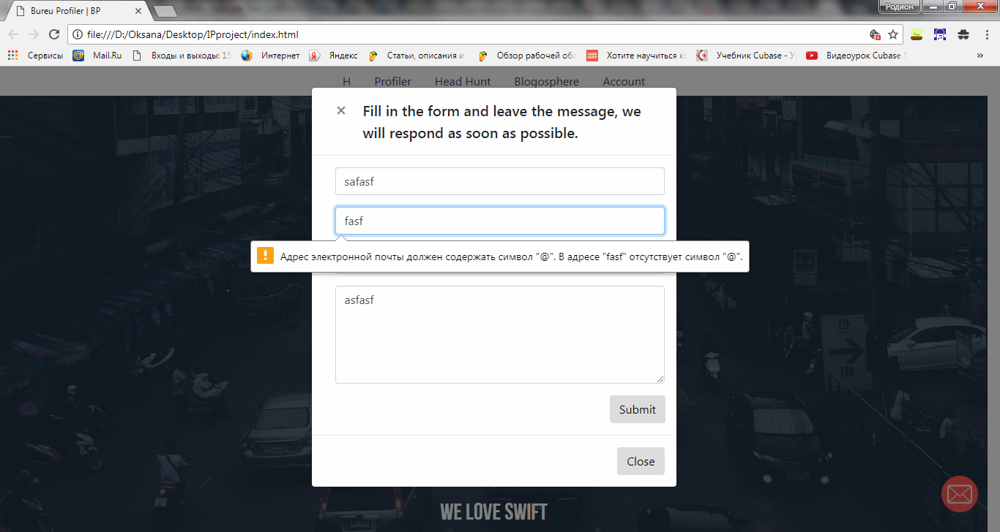 Bureu Profiler | BP
Родион
file:///D:/Oksana/Desktop/IPproject/index.html
Сервисы Mail.Ru Входы и выходы: 15 Интернет Яндекс Статьи, описания и Обзор рабочей обл Хотите научиться кс Учебник Cubase - Ур Видеоурок Cubase 5 »
H Profiler Head Hunt Blogosphere Account
Fill in the form and leave the message, we
will respond as soon as possible.
safasf
fasf
Адрес электронной почты должен содержать символ "@". В адресе "fasf" отсутствует символ "@".
asfasf
Submit
Close
IN
WE LOVE SWIFT